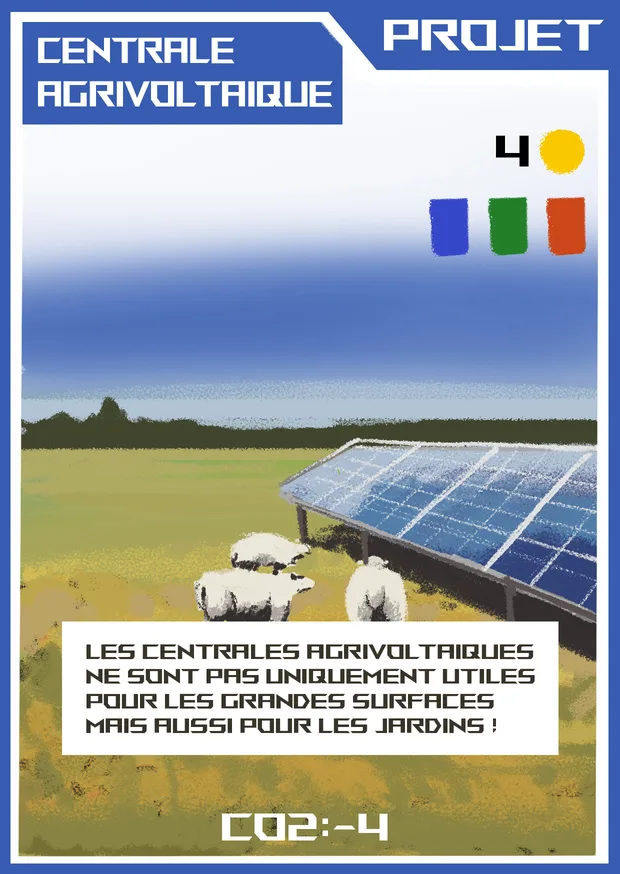 CENTRALE
AGRIVOLTAIQUE
PROJET
4
LES CENTRALES AGRIVOLTAIQUES
NE SONT PAS UNIQUEMENT UTILES
POUR LES GRANDES SURFACES
MAIS AUSSI POUR LES JARDINS !
CO2:-4